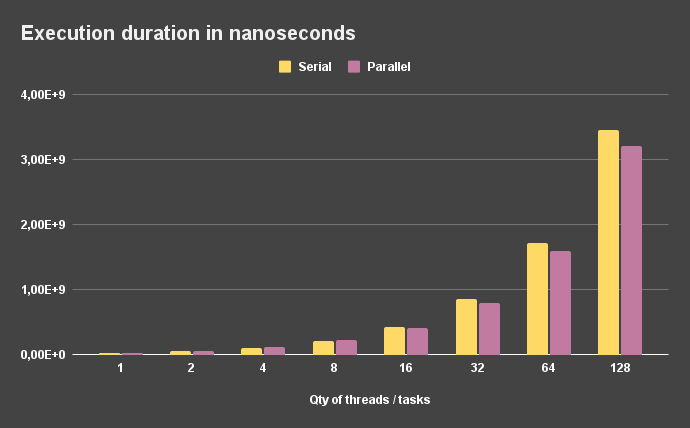 Execution duration in nanoseconds
Serial Parallel
4,00E+9
3,00E+9
2,00E+9
1,00E+9
0,00E+0
1 2 4 8 16 32 64 128
Qty of threads / tasks